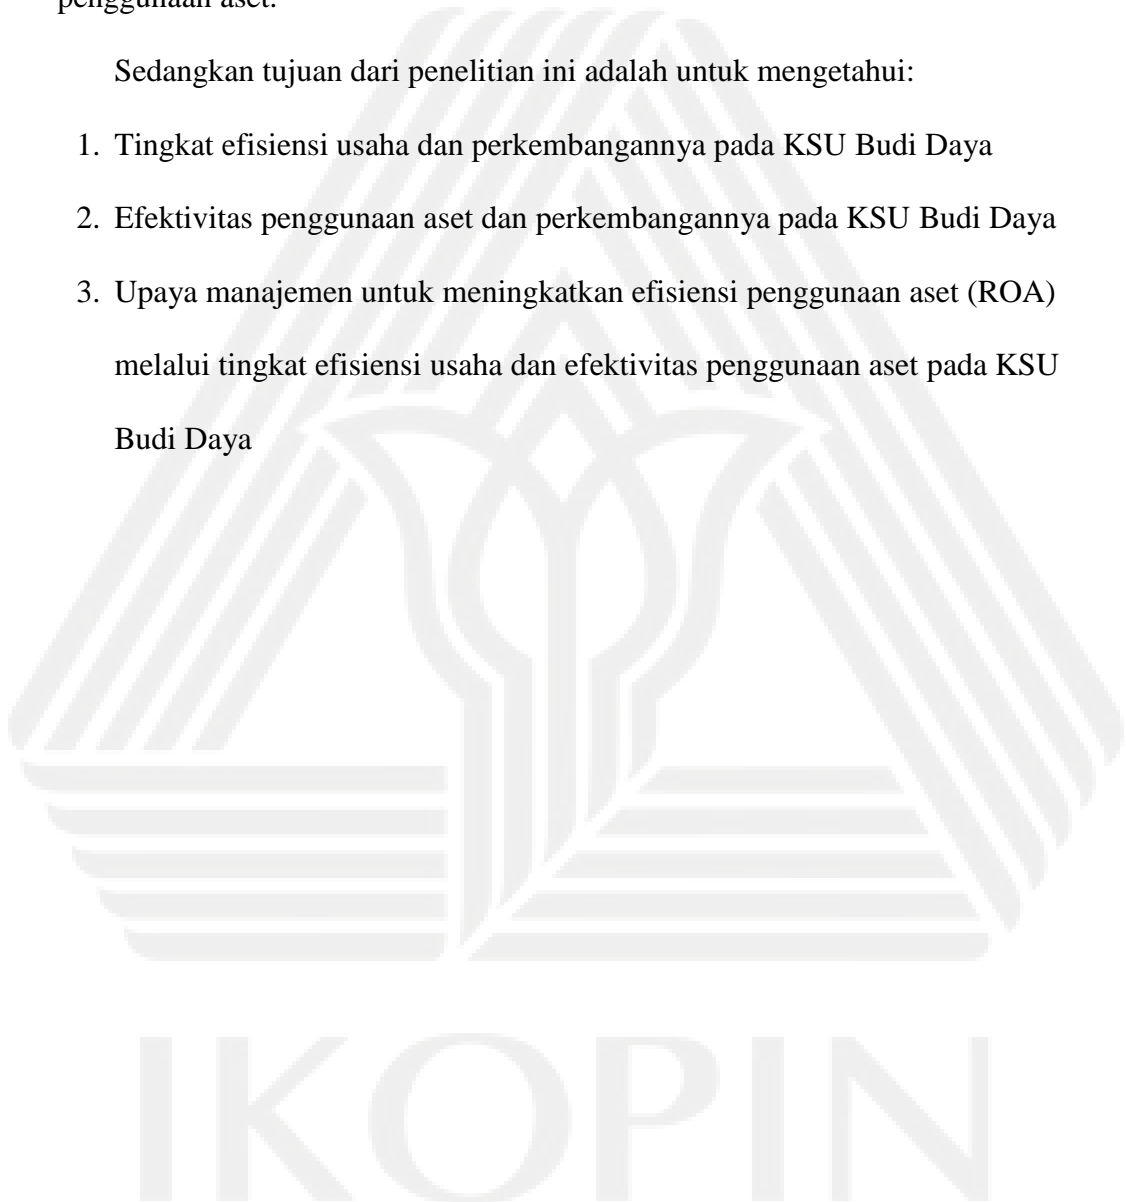 penggunaan aset.
Sedangkan tujuan dari penelitian ini adalah untuk mengetahui:
1. Tingkat efisiensi usaha dan perkembangannya pada KSU Budi Daya
2. Efektivitas penggunaan aset dan perkembangannya pada KSU Budi Daya
3. Upaya manajemen untuk meningkatkan efisiensi penggunaan aset (ROA)
melalui tingkat efisiensi usaha dan efektivitas penggunaan aset pada KSU
Budi Daya
IKOPIN